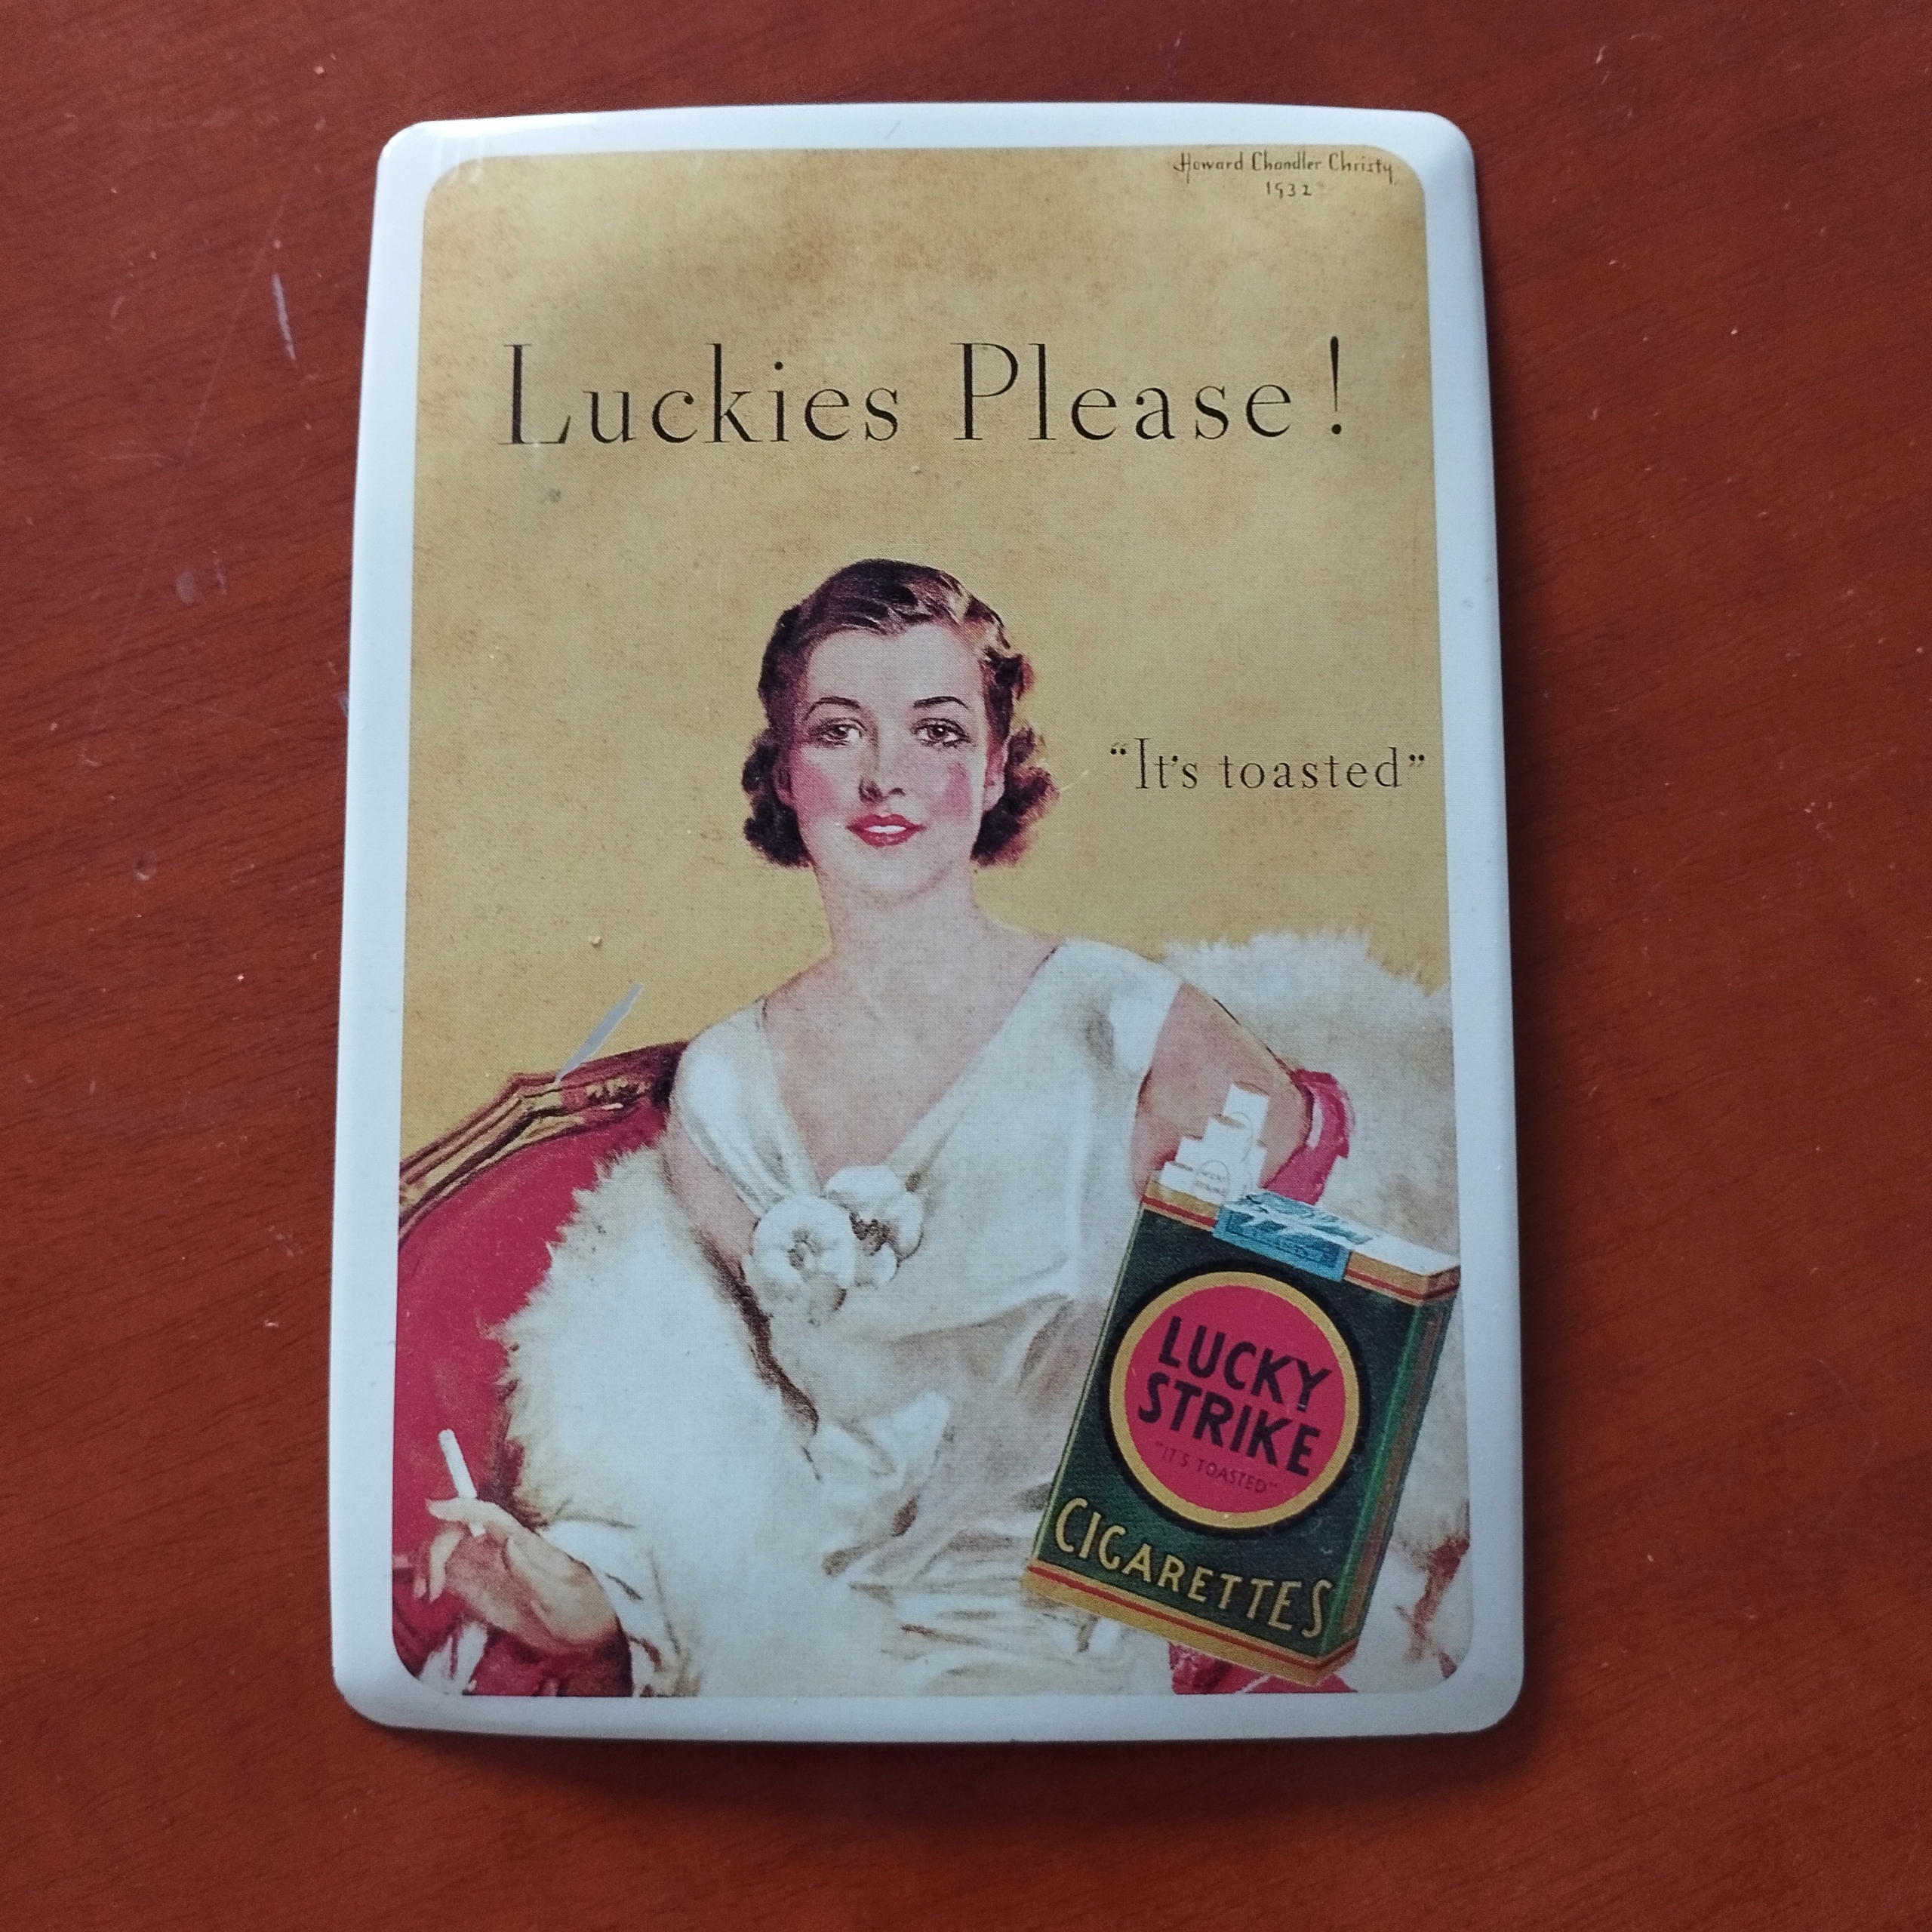 Howard Chandler Christy
1932
Luckies Please!
“It's toasted”
LUCKY
STRIKE
“IT'S TOASTED”
CIGARETTES